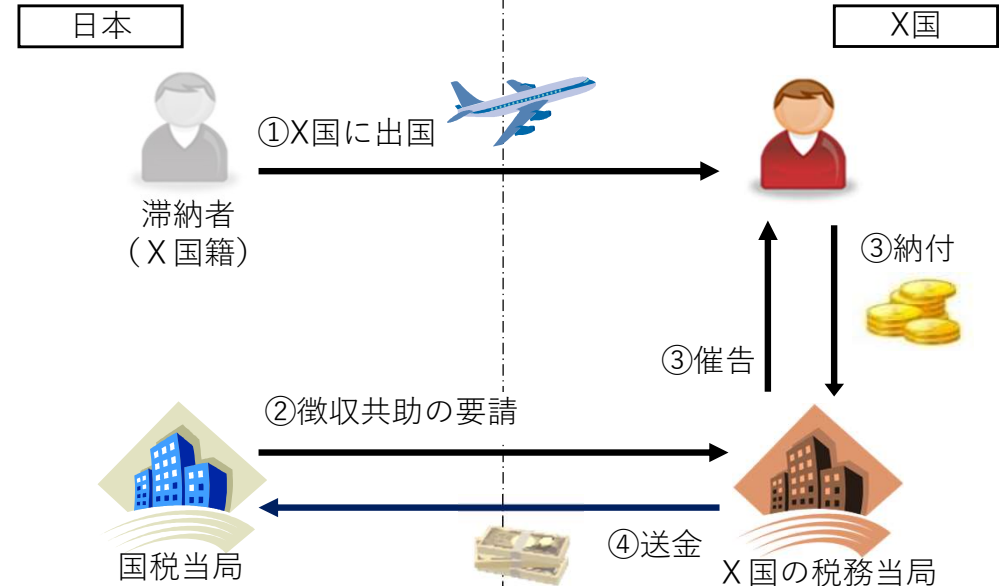 日本
X国
①X国に出国
滞納者
（Ｘ国籍）
③納付
③催告
②徴収共助の要請
④送金
国税当局
Ｘ国の税務当局